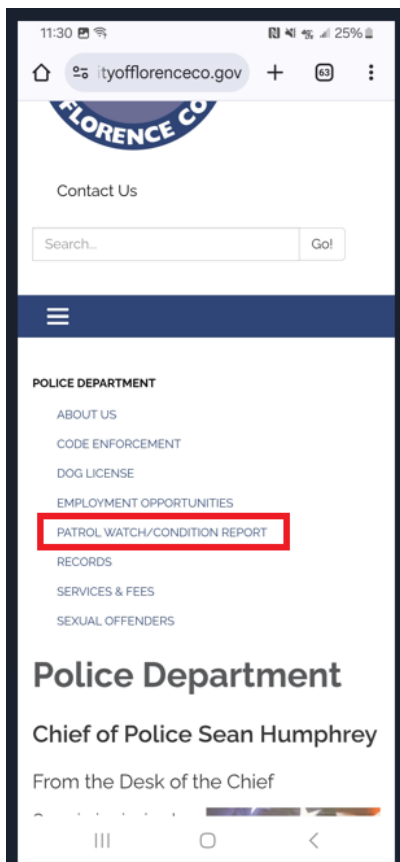 11:30 25%
ityofflorenceco.gov 63
FLORENCE CO
Contact Us
Search... Go!
POLICE DEPARTMENT
ABOUT US
CODE ENFORCEMENT
DOG LICENSE
EMPLOYMENT OPPORTUNITIES
PATROL WATCH/CONDITION REPORT
RECORDS
SERVICES & FEES
SEXUAL OFFENDERS
Police Department
Chief of Police Sean Humphrey
From the Desk of the Chief